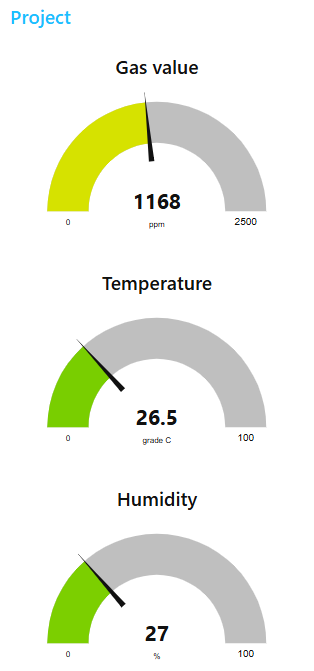 Project
Gas value
1168
0 ppm 2500
Temperature
26.5
0 grade C 100
Humidity
27
0 % 100